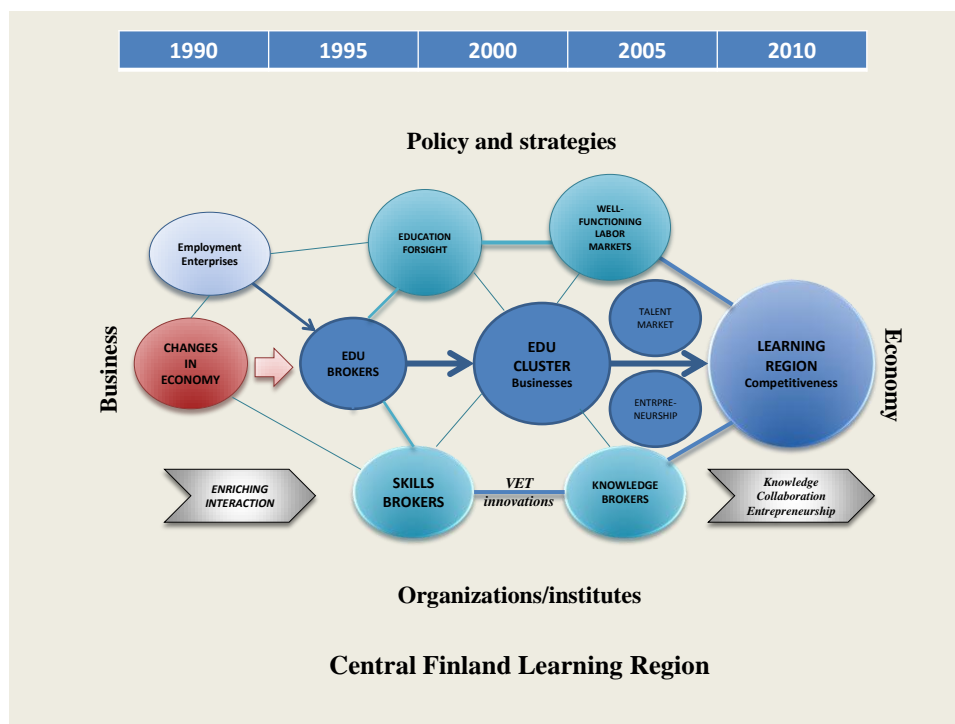 1990 1995 2000 2005 2010
Policy and strategies
Employment
Enterprises
EDUCATION
FORSIGHT
WELL-
FUNCTIONING
LABOR
MARKETS
Business
CHANGES
IN
ECONOMY
EDU
BROKERS
EDU
CLUSTER
Businesses
TALENT
MARKET
ENTRPRE-
NEURSHIP
LEARNING
REGION
Competitiveness
Economy
ENRICHING
INTERACTION
SKILLS
BROKERS
VET
innovations
KNOWLEDGE
BROKERS
Knowledge
Collaboration
Entrepreneurship
Organizations/institutes
Central Finland Learning Region